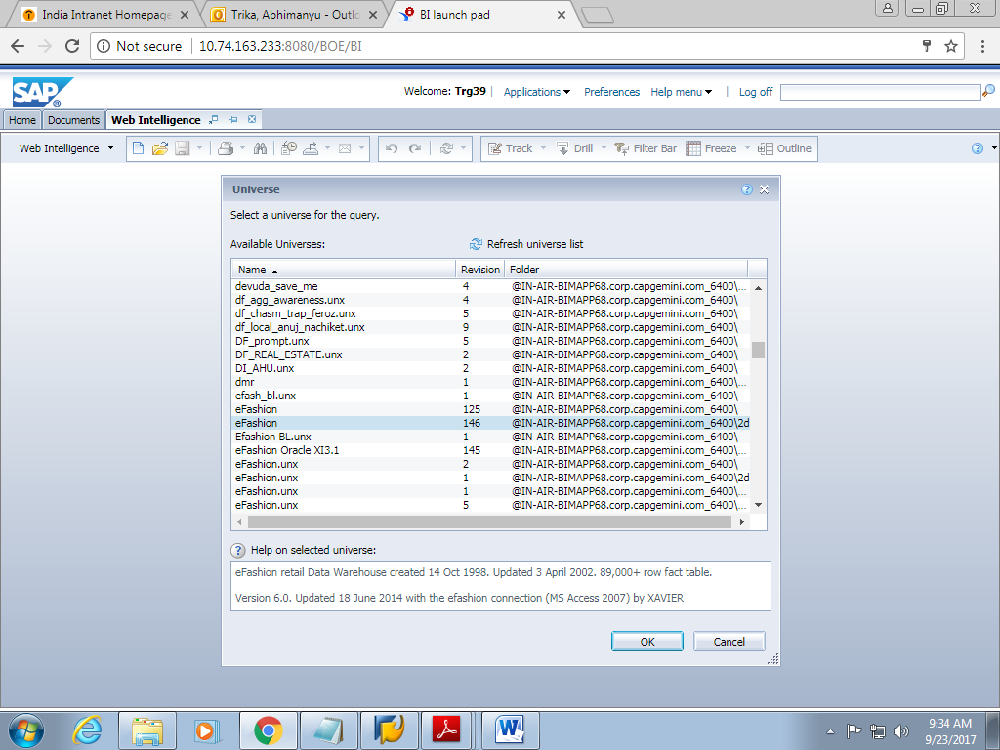 India Intranet Homepage
Trika, Abhimanyu - Outlo
BI launch pad
Not secure
10.74.163.233:8080/BOE/BI
SAP®
Welcome: Trg39
Applications
Preferences
Help menu
Log off
Home
Documents
Web Intelligence
Web Intelligence
Track
Drill
Filter Bar
Freeze
Outline
Universe
Select a universe for the query.
Available Universes:
Refresh universe list
Name Revision Folder
devuda_save_me 4 @IN-AIR-BIMAPP68.corp.capgemini.com_6400\...
df_agg_awareness.unx 4 @IN-AIR-BIMAPP68.corp.capgemini.com_6400\
df_chasm_trap_feroz.unx 5 @IN-AIR-BIMAPP68.corp.capgemini.com_6400\
df_local_anuj_nachiket.unx 9 @IN-AIR-BIMAPP68.corp.capgemini.com_6400\
DF_prompt.unx 5 @IN-AIR-BIMAPP68.corp.capgemini.com_6400\
DF_REAL_ESTATE.unx 2 @IN-AIR-BIMAPP68.corp.capgemini.com_6400\
DI_AHU.unx 2 @IN-AIR-BIMAPP68.corp.capgemini.com_6400\
dmr 1 @IN-AIR-BIMAPP68.corp.capgemini.com_6400\...
efash_bl.unx 1 @IN-AIR-BIMAPP68.corp.capgemini.com_6400\
eFashion 125 @IN-AIR-BIMAPP68.corp.capgemini.com_6400\
eFashion 146 @IN-AIR-BIMAPP68.corp.capgemini.com_6400\2d
Efashion BL.unx 1 @IN-AIR-BIMAPP68.corp.capgemini.com_6400\
eFashion Oracle XI3.1 145 @IN-AIR-BIMAPP68.corp.capgemini.com_6400\...
eFashion.unx 2 @IN-AIR-BIMAPP68.corp.capgemini.com_6400\
eFashion.unx 1 @IN-AIR-BIMAPP68.corp.capgemini.com_6400\2d
eFashion.unx 1 @IN-AIR-BIMAPP68.corp.capgemini.com_6400\...
eFashion.unx 5 @IN-AIR-BIMAPP68.corp.capgemini.com_6400\...
Help on selected universe:
eFashion retail Data Warehouse created 14 Oct 1998. Updated 3 April 2002. 89,000+ row fact table.
Version 6.0. Updated 18 June 2014 with the efashion connection (MS Access 2007) by XAVIER
OK
Cancel
9:34 AM
9/23/2017